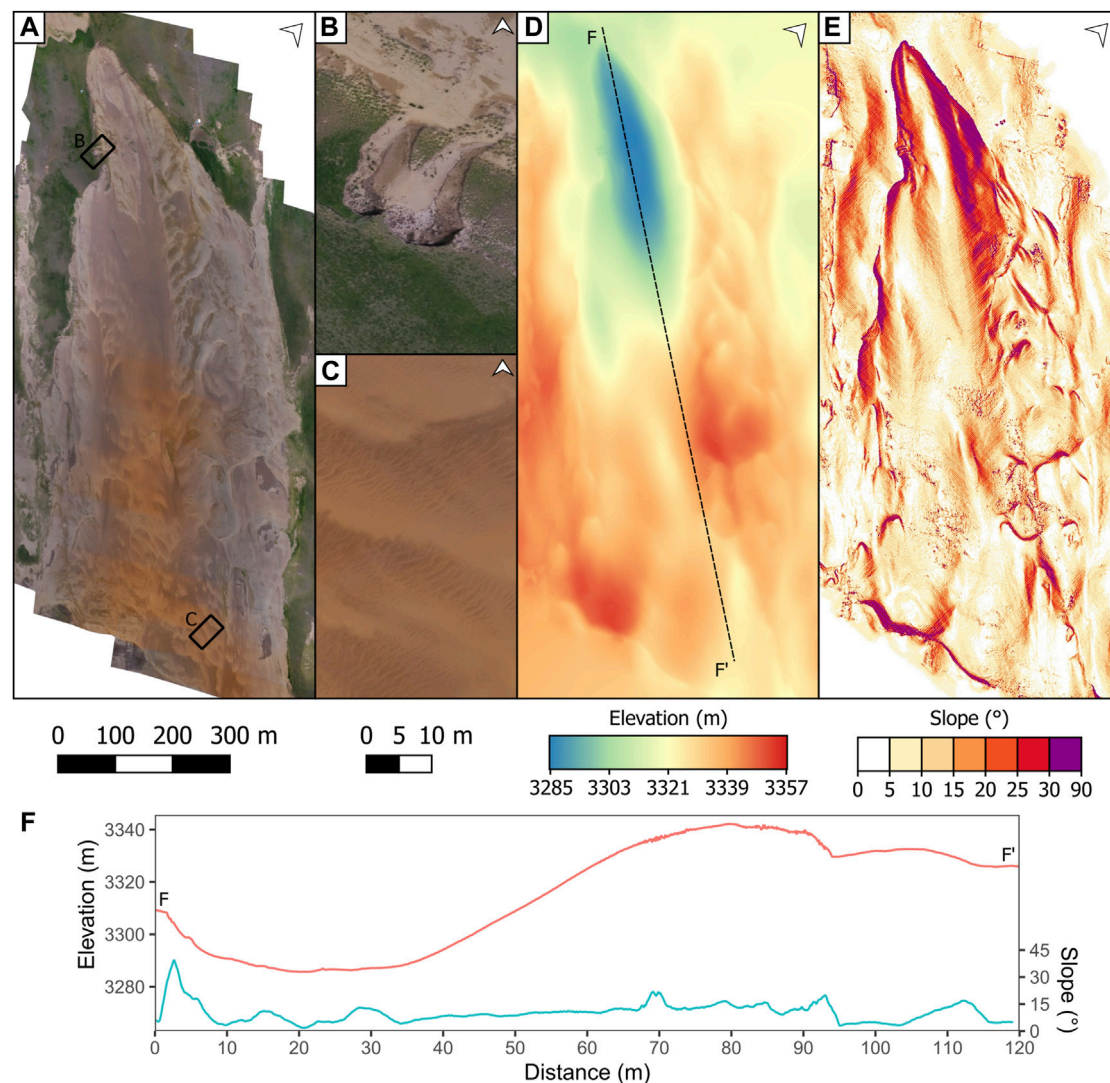 A
B
C
D
E
B
C
F
F'
0 100 200 300 m
0 5 10 m
Elevation (m)
3285 3303 3321 3339 3357
Slope (°)
0 5 10 15 20 25 30 90
F
Elevation (m)
3340
3320
3300
3280
F
F'
45
30
15
0
Slope (°)
0 10 20 30 40 50 60 70 80 90 100 110 120
Distance (m)